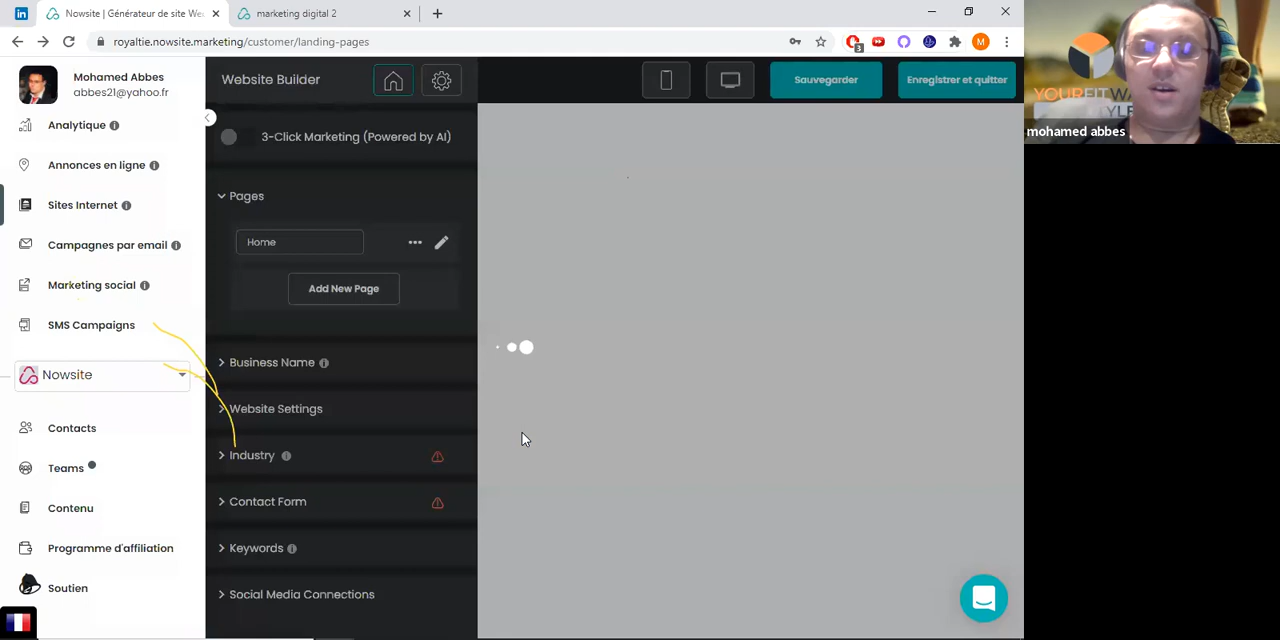 Nowsite | Générateur de site We
marketing digital 2
royaltie.nowsite.marketing/customer/landing-pages
3
M
Mohamed Abbes
abbes21@yahoo.fr
Analytique
Annonces en ligne
Sites Internet
Campagnes par email
Marketing social
SMS Campaigns
Nowsite
Contacts
Teams
Contenu
Programme d'affiliation
Soutien
Website Builder
Sauvegarder
Enregistrer et quitter
3-Click Marketing (Powered by AI)
Pages
Home
Add New Page
Business Name
Website Settings
Industry
Contact Form
Keywords
Social Media Connections
YOURFITWA
YLE
mohamed abbes